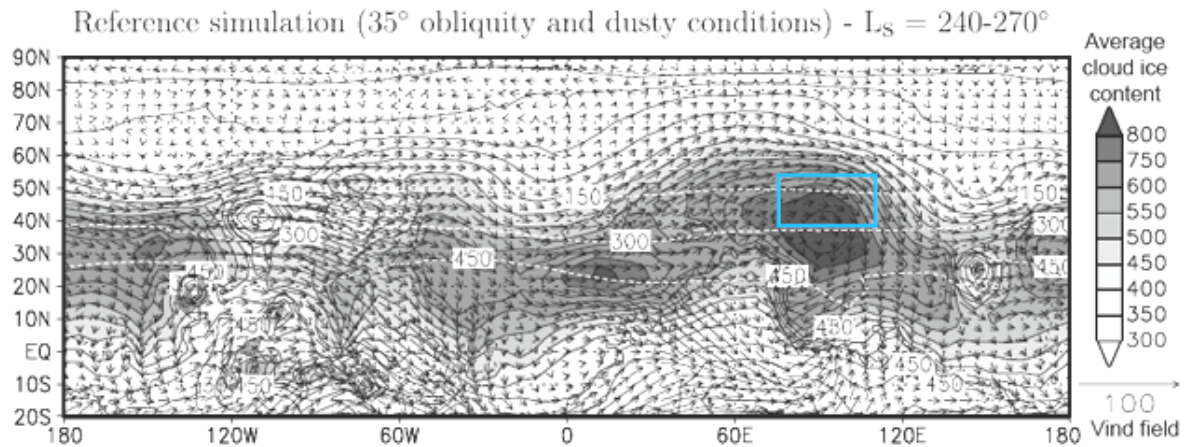 Reference simulation (35° obliquity and dusty conditions) - LS = 240-270°
Average
cloud ice
content
90N
80N
70N
60N
50N
40N
30N
20N
10N
EQ
10S
20S
180
120W
60W
0
60E
120E
180
150
300
450
450
450
450
150
300
450
450
450
450
150
300
450
800
750
600
550
500
450
400
350
300
100
Vind field